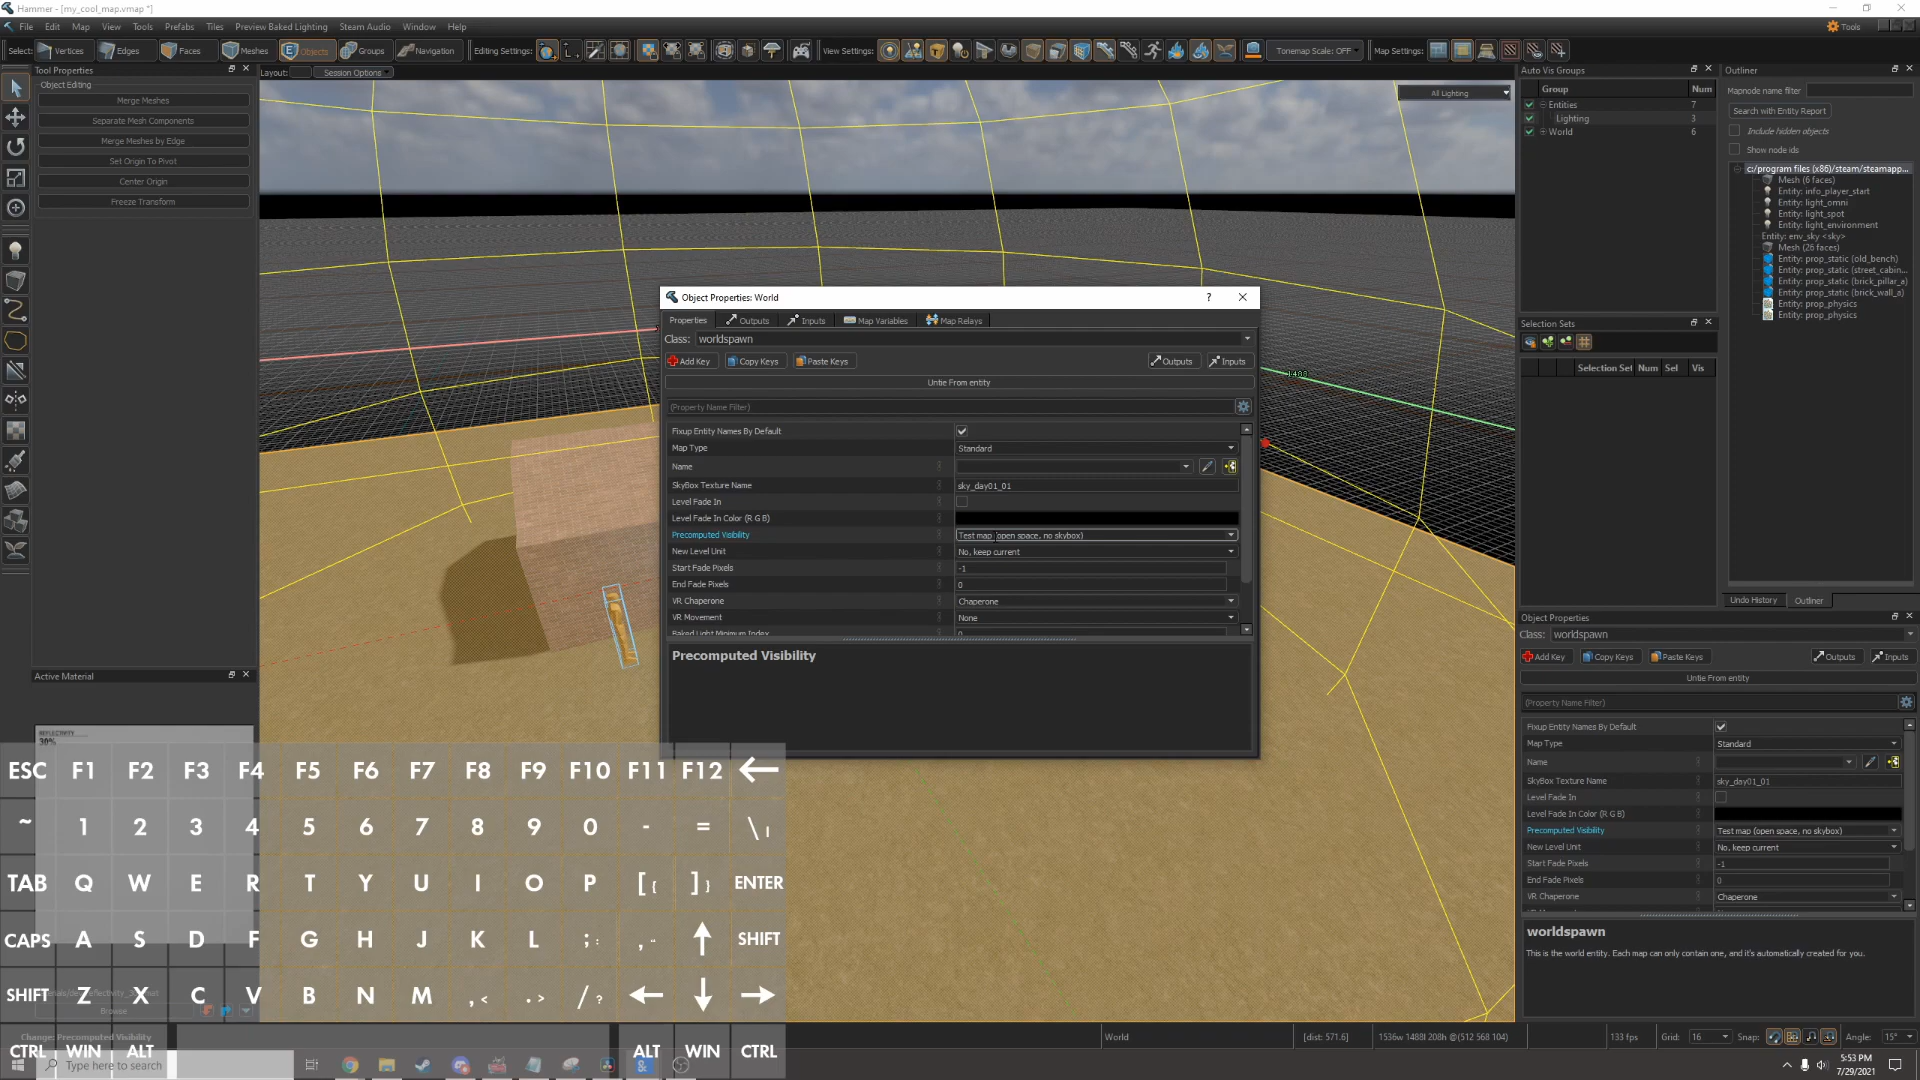 Hammer - [my_cool_map.vmap *]
File Edit Map View Tools Prefabs Tiles Preview Baked Lighting Steam Audio Window Help
Tools
Select: Vertices Edges Faces Meshes Objects Groups Navigation Editing Settings: View Settings: Tonemap Scale: OFF Map Settings:
Tool Properties
Layout: Session Options
Object Editing
Merge Meshes
Separate Mesh Components
Merge Meshes by Edge
Set Origin To Pivot
Center Origin
Freeze Transform
All Lighting
Auto Vis Groups
Group Num
Entities 7
Lighting 3
World 6
Outliner
Mapnode name filter
Search with Entity Report
Include hidden objects
Show node ids
c:/program files (x86)/steam/steamapp...
Mesh (6 faces)
Entity: info_player_start
Entity: light_omni
Entity: light_spot
Entity: light_environment
Entity: env_sky <sky>
Mesh (26 faces)
Entity: prop_static (old_bench)
Entity: prop_static (street_cabin...
Entity: prop_static (brick_pillar_a)
Entity: prop_static (brick_wall_a)
Entity: prop_physics
Entity: prop_physics
Selection Sets
Selection Set Num Sel Vis
Undo History Outliner
Object Properties: World
? 
Properties Outputs Inputs Map Variables Map Relays
Class: worldspawn
Add Key Copy Keys Paste Keys Outputs Inputs
Untie From entity
(Property Name Filter)
Fixup Entity Names By Default
Map Type Standard
Name
SkyBox Texture Name sky_day01_01
Level Fade In
Level Fade In Color (R G B)
Precomputed Visibility Test map (open space, no skybox)
New Level Unit No, keep current
Start Fade Pixels -1
End Fade Pixels 0
VR Chaperone Chaperone
VR Movement None
Baked Light Minimum Index 0
Precomputed Visibility
1488
Object Properties
Class: worldspawn
Add Key Copy Keys Paste Keys Outputs Inputs
Untie From entity
(Property Name Filter)
Fixup Entity Names By Default
Map Type Standard
Name
SkyBox Texture Name sky_day01_01
Level Fade In
Level Fade In Color (R G B)
Precomputed Visibility Test map (open space, no skybox)
New Level Unit No, keep current
Start Fade Pixels -1
End Fade Pixels 0
VR Chaperone Chaperone
worldspawn
This is the world entity. Each map can only contain one, and it's automatically created for you.
Active Material
REFLECTIVITY
30%
ESC F1 F2 F3 F4 F5 F6 F7 F8 F9 F10 F11 F12 ←
~ 1 2 3 4 5 6 7 8 9 0 - = \ |
TAB Q W E R T Y U I O P [ { ] } ENTER
CAPS A S D F G H J K L ; : , " ↑ SHIFT
SHIFT Z X C V B N M , < . > / ? ← ↓ →
Browse
Change: Precomputed Visibility
CTRL WIN ALT ALT WIN CTRL
World [dist: 571.6] 1536w 1488l 208h @(512 568 104) 133 fps Grid: 16 Snap: Angle: 15°
Type here to search
5:53 PM
7/29/2021